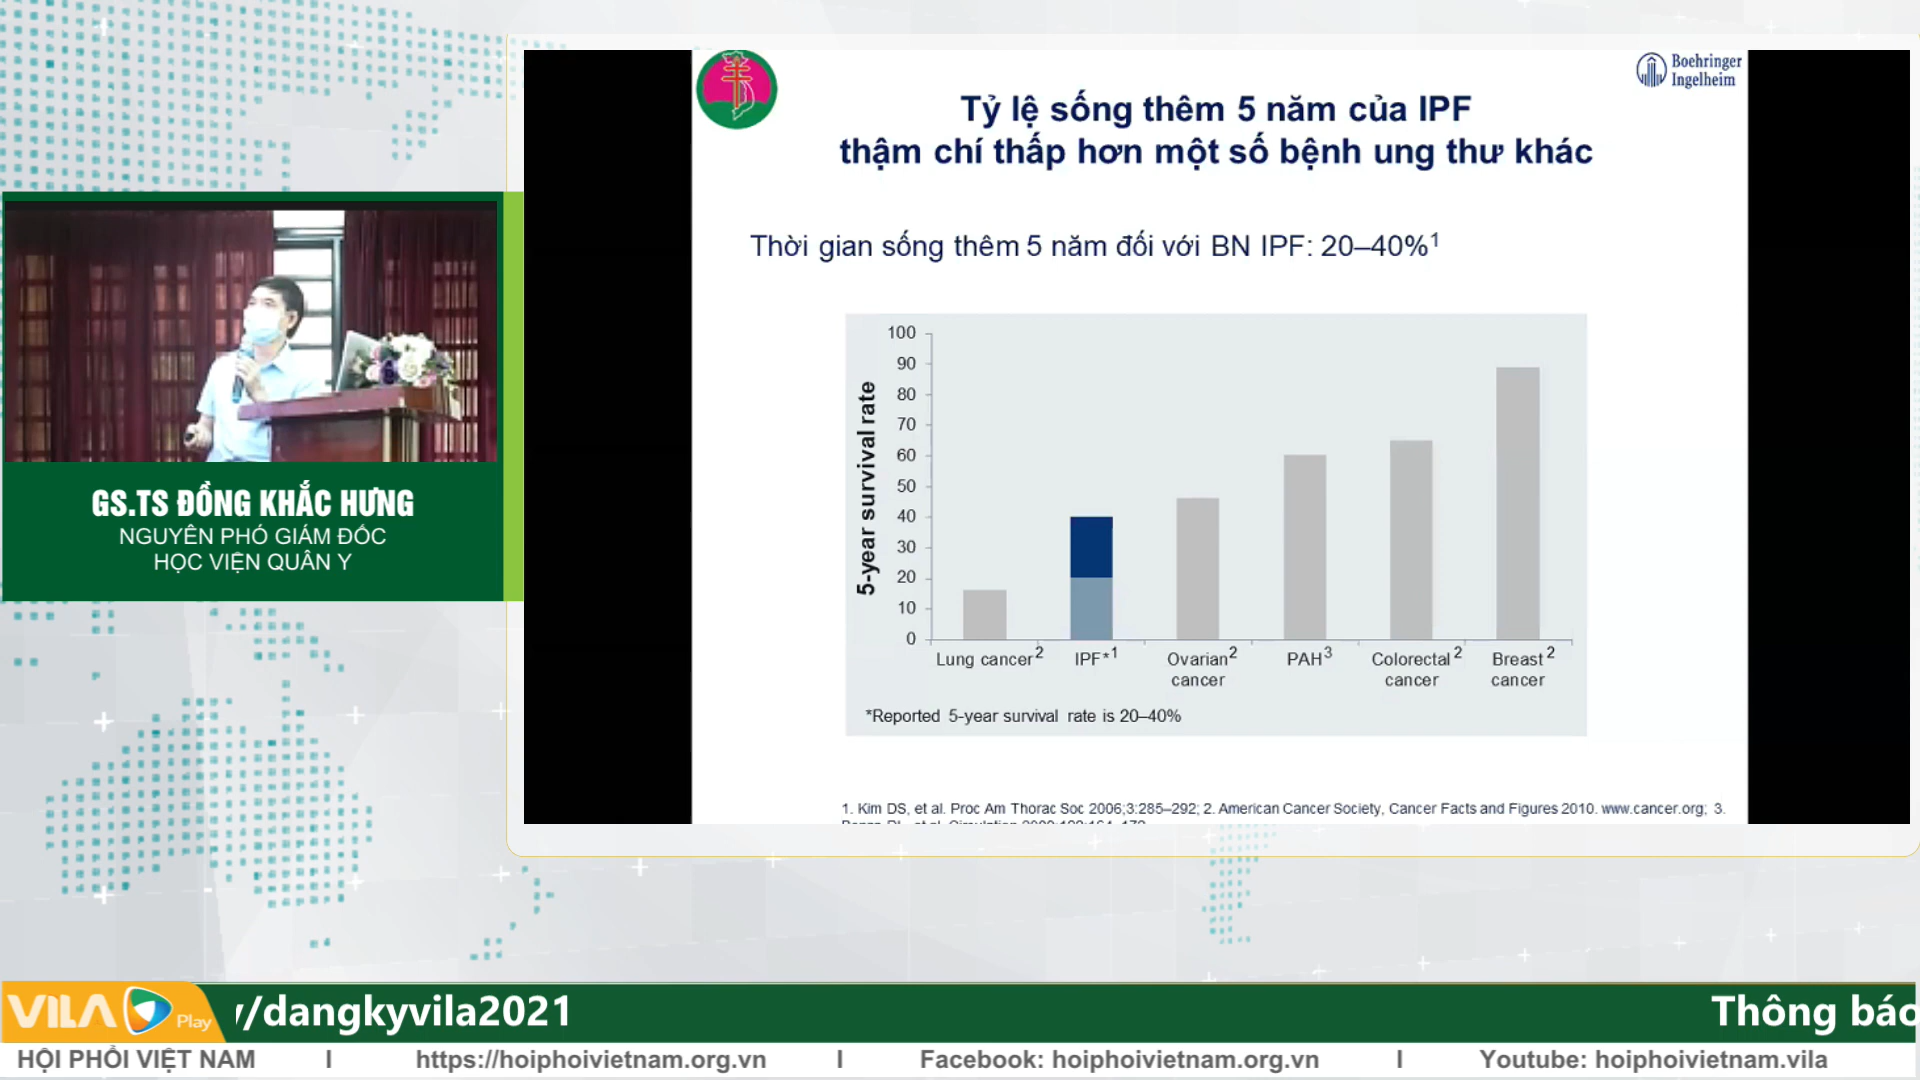 Boehringer
Ingelheim
Tỷ lệ sống thêm 5 năm của IPF
thậm chí thấp hơn một số bệnh ung thư khác
Thời gian sống thêm 5 năm đối với BN IPF: 20–40%1
100
90
80
70
60
50
40
30
20
10
0
5-year survival rate
Lung cancer2
IPF*1
Ovarian2
cancer
PAH3
Colorectal2
cancer
Breast2
cancer
*Reported 5-year survival rate is 20–40%
1. Kim DS, et al. Proc Am Thorac Soc 2006;3:285–292; 2. American Cancer Society, Cancer Facts and Figures 2010. www.cancer.org; 3.
GS.TS ĐỒNG KHẮC HƯNG
NGUYÊN PHÓ GIÁM ĐỐC
HỌC VIỆN QUÂN Y
VILA Play
/dangkyvila2021
Thông báo
HỘI PHỔI VIỆT NAM I https://hoiphoivietnam.org.vn I Facebook: hoiphoivietnam.org.vn I Youtube: hoiphoivietnam.vila